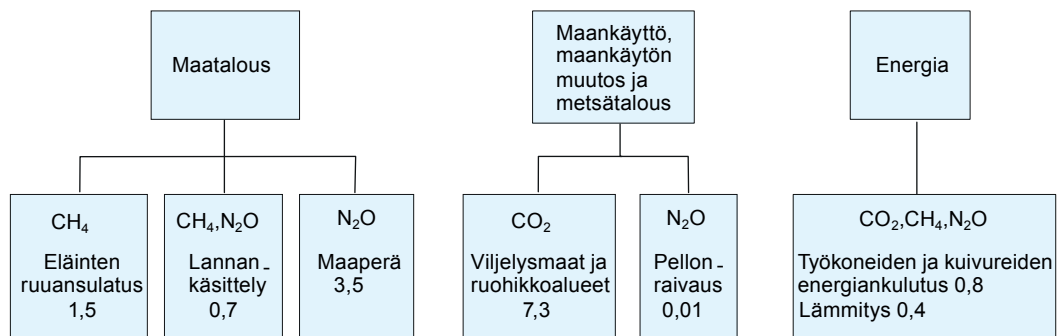 Maatalous
Maankäyttö,
maankäytön
muutos ja
metsätalous
Energia
CH₄
Eläinten
ruuansulatus
1,5
CH₄,N₂O
Lannan-
käsittely
0,7
N₂O
Maaperä
3,5
CO₂
Viljelysmaat ja
ruohikkoalueet
7,3
N₂O
Pellon-
raivaus
0,01
CO₂,CH₄,N₂O
Työkoneiden ja kuivureiden
energiankulutus 0,8
Lämmitys 0,4